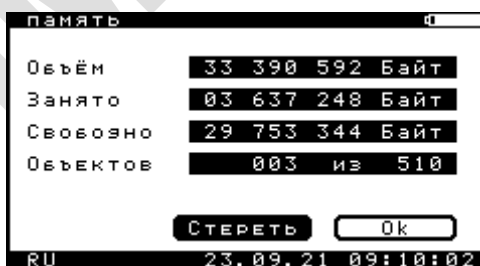 память
Объём 33 390 592 Байт
Занято 03 637 248 Байт
Свободно 29 753 344 Байт
Объектов 003 из 510
Стереть Ok
RU 23.09.21 09:10:02